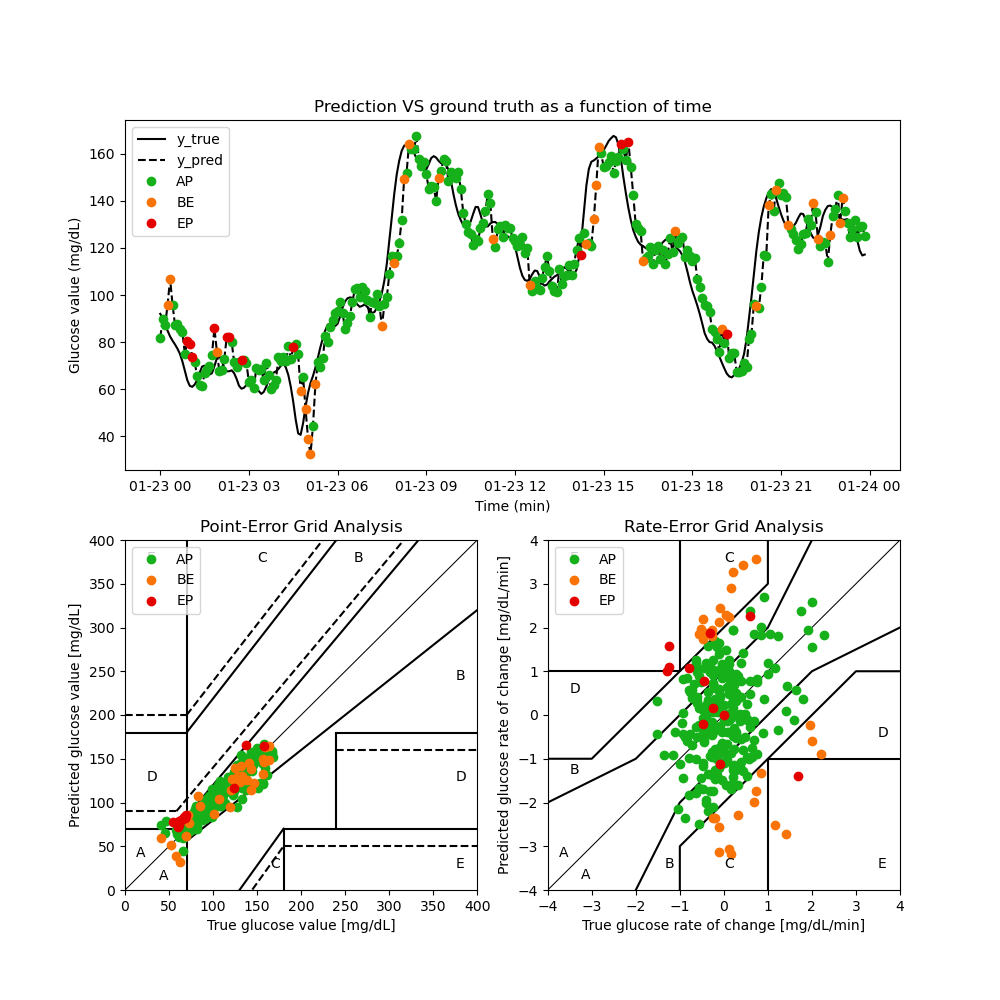 Prediction VS ground truth as a function of time
y_true
y_pred
AP
BE
EP
160
140
120
100
80
60
40
Glucose value (mg/dL)
01-23 00 01-23 03 01-23 06 01-23 09 01-23 12 01-23 15 01-23 18 01-23 21 01-24 00
Time (min)
Point-Error Grid Analysis
AP
BE
EP
C
B
B
D
D
A
A
C
E
400
350
300
250
200
150
100
50
0
Predicted glucose value [mg/dL]
0 50 100 150 200 250 300 350 400
True glucose value [mg/dL]
Rate-Error Grid Analysis
AP
BE
EP
C
D
D
B
A
A
B
C
E
4
3
2
1
0
−1
−2
−3
−4
Predicted glucose rate of change [mg/dL/min]
−4 −3 −2 −1 0 1 2 3 4
True glucose rate of change [mg/dL/min]